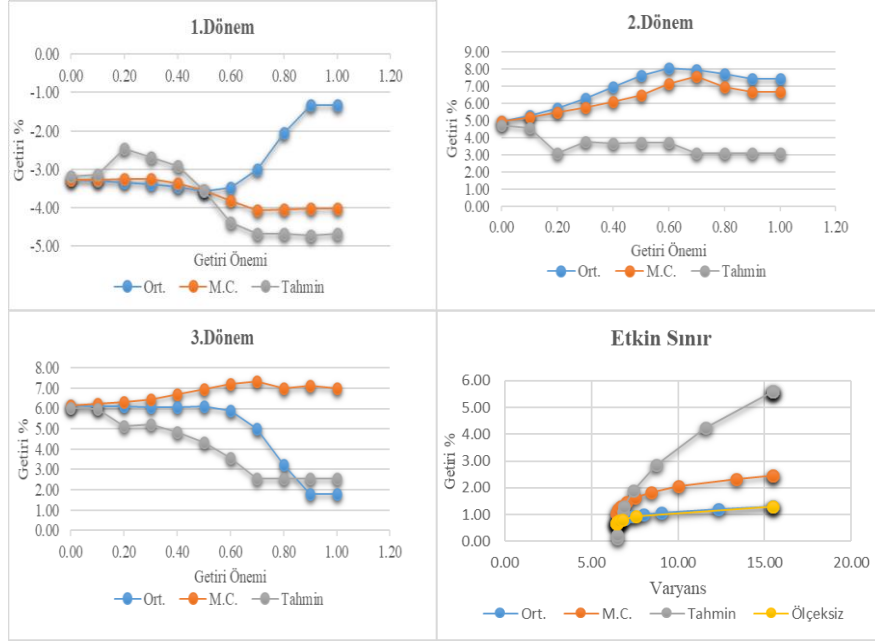 1.Dönem
0.00
0.00 0.20 0.40 0.60 0.80 1.00 1.20
-1.00
-2.00
-3.00
-4.00
-5.00
Getiri %
Getiri Önemi
Ort. M.C. Tahmin
2.Dönem
9.00
8.00
7.00
6.00
5.00
4.00
3.00
2.00
1.00
0.00
Getiri %
0.00 0.20 0.40 0.60 0.80 1.00 1.20
Getiri Önemi
Ort. M.C. Tahmin
3.Dönem
8.00
7.00
6.00
5.00
4.00
3.00
2.00
1.00
0.00
Getiri %
0.00 0.20 0.40 0.60 0.80 1.00 1.20
Getiri Önemi
Ort. M.C. Tahmin
Etkin Sınır
6.00
5.00
4.00
3.00
2.00
1.00
0.00
Getiri %
0.00 5.00 10.00 15.00 20.00
Varyans
Ort. M.C. Tahmin Ölçeksiz